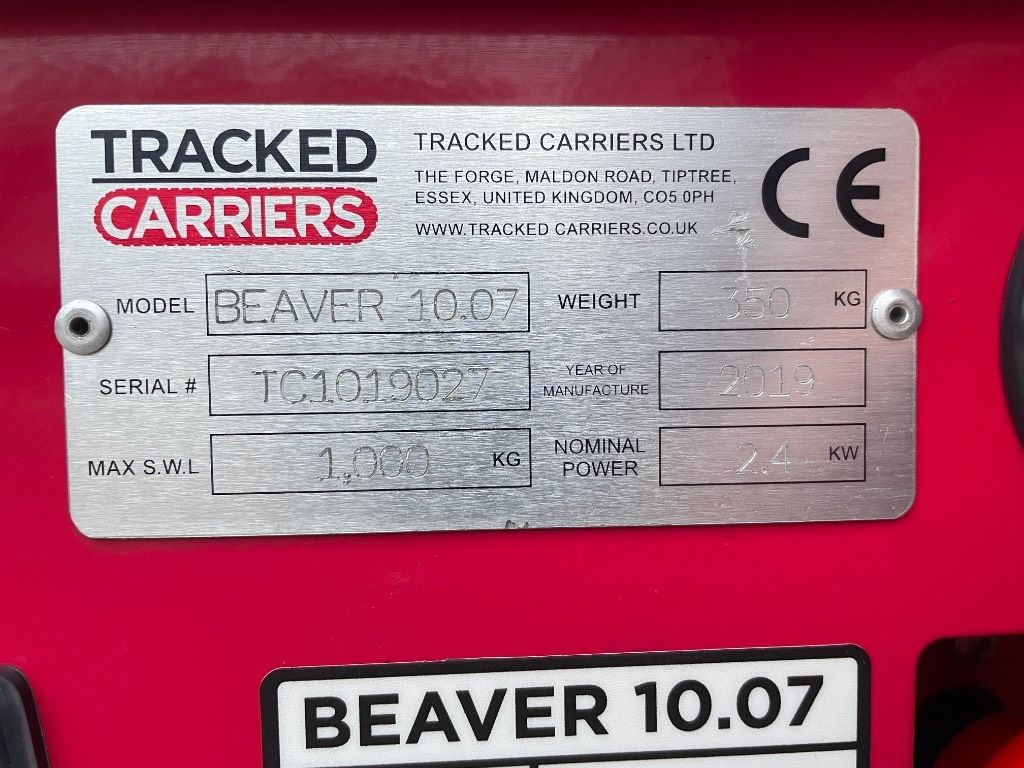 TRACKED
CARRIERS
TRACKED CARRIERS LTD
THE FORGE, MALDON ROAD, TIPTREE,
ESSEX, UNITED KINGDOM, CO5 0PH
WWW.TRACKED CARRIERS.CO.UK
CE
MODEL BEAVER 10.07 WEIGHT 350 KG
SERIAL # TC1019027 YEAR OF
MANUFACTURE 2019
MAX S.W.L 1,000 KG NOMINAL
POWER 2.4 KW
BEAVER 10.07